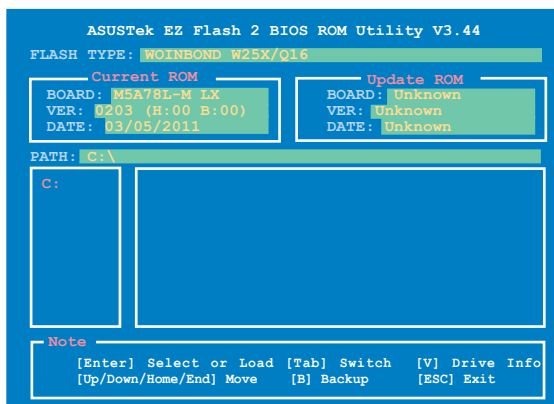 ASUSTek EZ Flash 2 BIOS ROM Utility V3.44
FLASH TYPE: WOINBOND W25X/Q16
Current ROM
BOARD: M5A78L-M LX
VER: 0203 (H:00 B:00)
DATE: 03/05/2011
Update ROM
BOARD: Unknown
VER: Unknown
DATE: Unknown
PATH: C:\
C:
Note
[Enter] Select or Load [Tab] Switch [V] Drive Info
[Up/Down/Home/End] Move [B] Backup [ESC] Exit